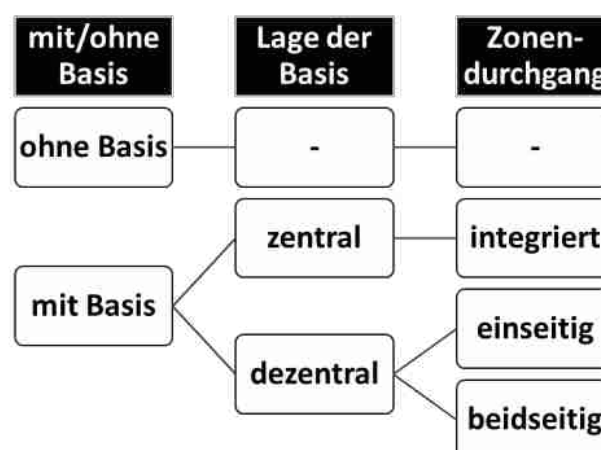 mit/ohne
Basis
Lage der
Basis
Zonen-
durchgang
ohne Basis
-
-
mit Basis
zentral
integriert
dezentral
einseitig
beidseitig